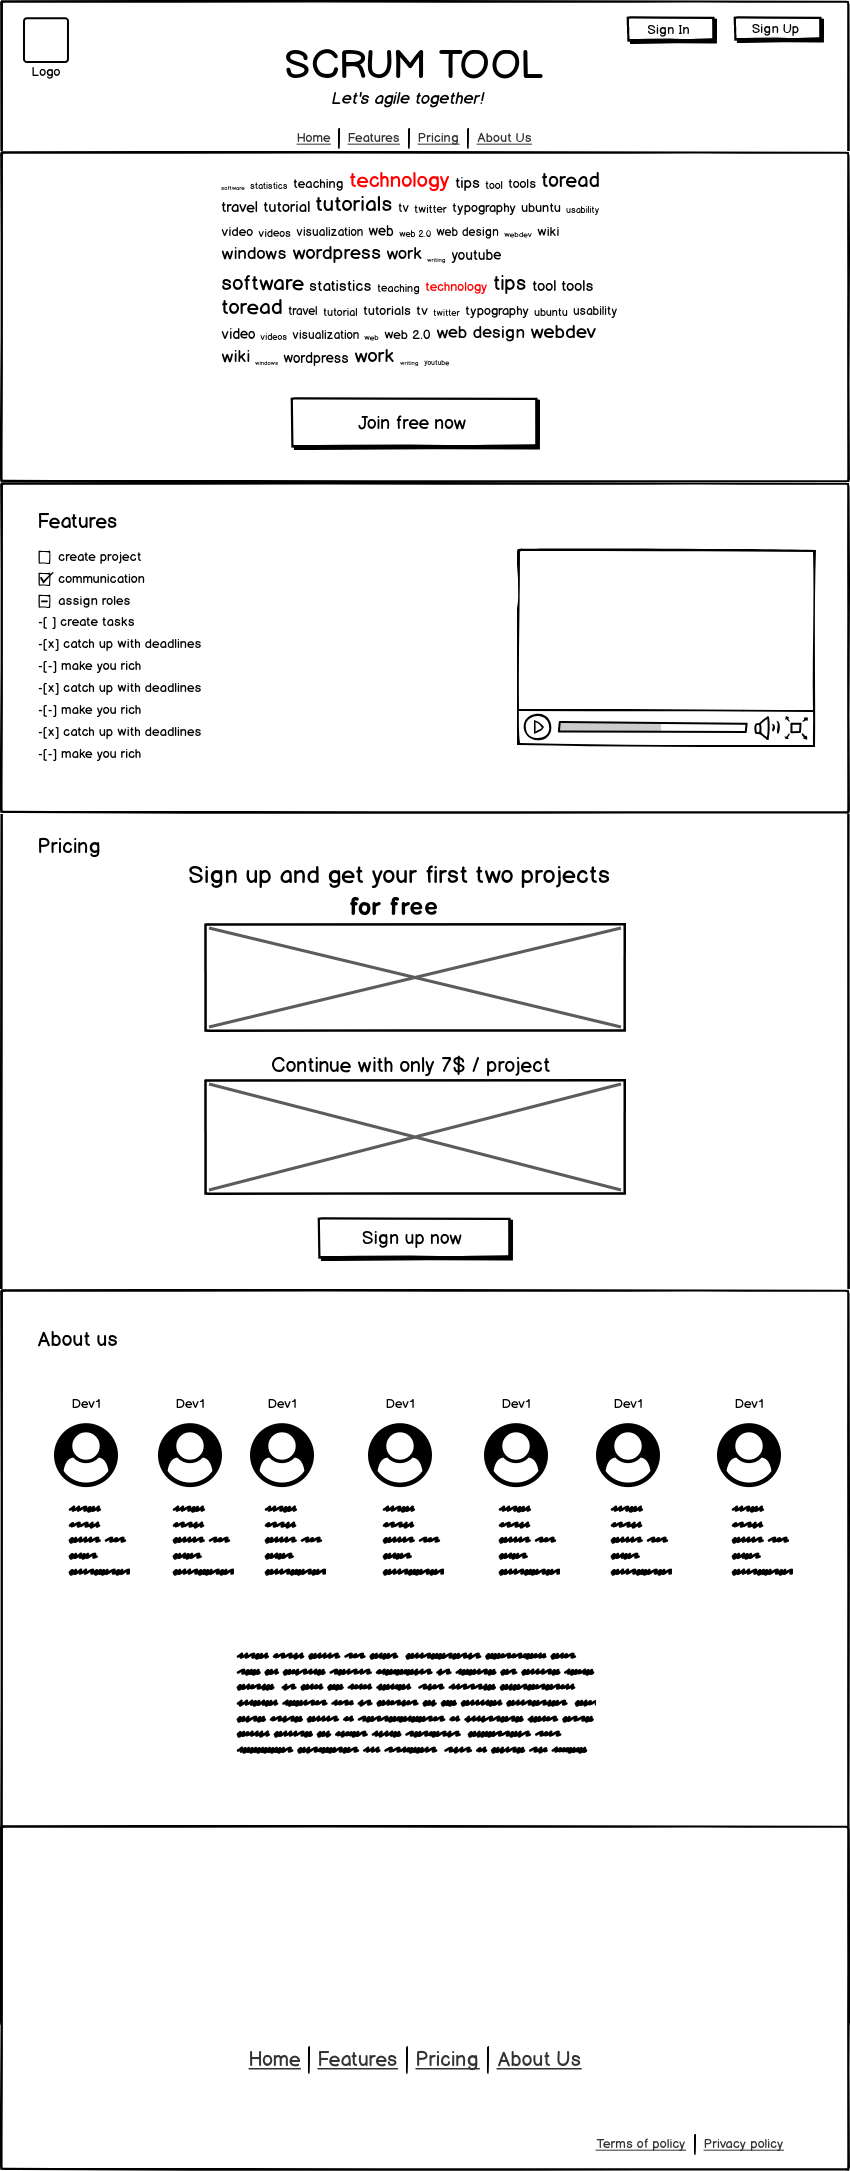 Logo
Sign In
Sign Up
SCRUM TOOL
Let's agile together!
Home | Features | Pricing | About Us
software statistics teaching technology tips tool tools toread
travel tutorial tutorials tv twitter typography ubuntu usability
video videos visualization web web 2.0 web design webdev wiki
windows wordpress work writing youtube
software statistics teaching technology tips tool tools
toread travel tutorial tutorials tv twitter typography ubuntu usability
video videos visualization web web 2.0 web design webdev
wiki windows wordpress work writing youtube
Join free now
Features
create project
communication
assign roles
-[ ] create tasks
-[x] catch up with deadlines
-[-] make you rich
-[x] catch up with deadlines
-[-] make you rich
-[x] catch up with deadlines
-[-] make you rich
Pricing
Sign up and get your first two projects
for free
Continue with only 7$ / project
Sign up now
About us
Dev1 Dev1 Dev1 Dev1 Dev1 Dev1 Dev1
Home | Features | Pricing | About Us
Terms of policy | Privacy policy